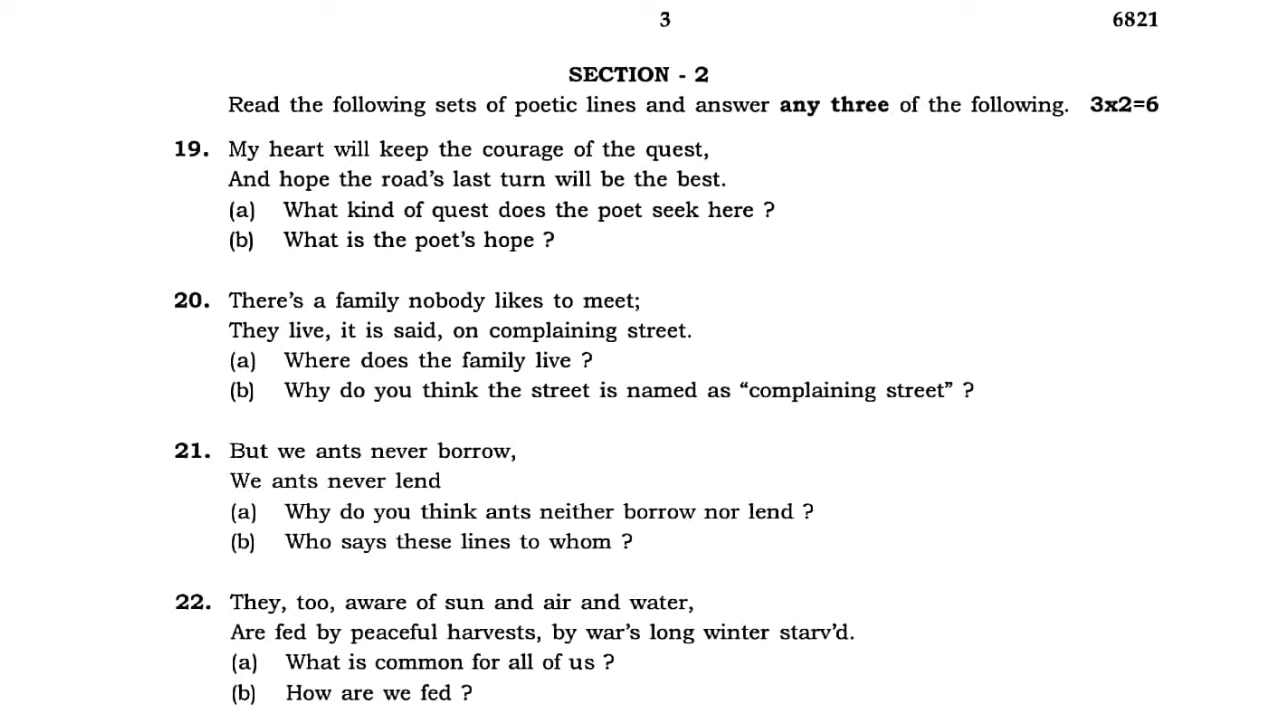 3 6821
SECTION - 2
Read the following sets of poetic lines and answer any three of the following. 3x2=6
19. My heart will keep the courage of the quest,
And hope the road's last turn will be the best.
(a) What kind of quest does the poet seek here ?
(b) What is the poet's hope ?
20. There's a family nobody likes to meet;
They live, it is said, on complaining street.
(a) Where does the family live ?
(b) Why do you think the street is named as “complaining street” ?
21. But we ants never borrow,
We ants never lend
(a) Why do you think ants neither borrow nor lend ?
(b) Who says these lines to whom ?
22. They, too, aware of sun and air and water,
Are fed by peaceful harvests, by war's long winter starv'd.
(a) What is common for all of us ?
(b) How are we fed ?